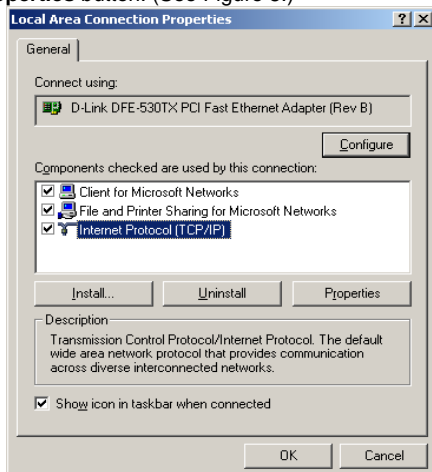 Properties button. (See Figure 3.)
Local Area Connection Properties
General
Connect using:
D-Link DFE-530TX PCI Fast Ethernet Adapter (Rev B)
Configure
Components checked are used by this connection:
Client for Microsoft Networks
File and Printer Sharing for Microsoft Networks
Internet Protocol (TCP/IP)
Install... Uninstall Properties
Description
Transmission Control Protocol/Internet Protocol. The default
wide area network protocol that provides communication
across diverse interconnected networks.
Show icon in taskbar when connected
OK Cancel